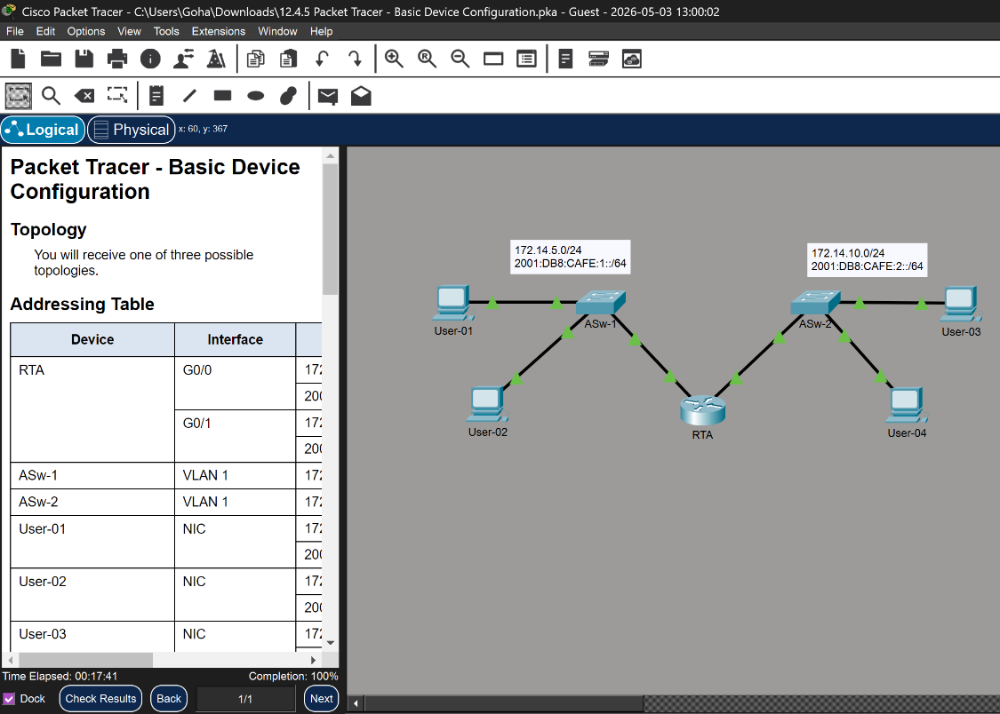 Cisco Packet Tracer - C:\Users\Goha\Downloads\12.4.5 Packet Tracer - Basic Device Configuration.pka - Guest - 2026-05-03 13:00:02
File Edit Options View Tools Extensions Window Help
Logical Physical x: 60, y: 367
Packet Tracer - Basic Device
Configuration
Topology
You will receive one of three possible
topologies.
Addressing Table
Device Interface
RTA G0/0 172
200
G0/1 172
200
ASw-1 VLAN 1 172
ASw-2 VLAN 1 172
User-01 NIC 172
200
User-02 NIC 172
200
User-03 NIC 172
Time Elapsed: 00:17:41 Completion: 100%
Dock Check Results Back 1/1 Next
172.14.5.0/24
2001:DB8:CAFE:1::/64
172.14.10.0/24
2001:DB8:CAFE:2::/64
User-01
ASw-1
ASw-2
User-03
User-02
RTA
User-04